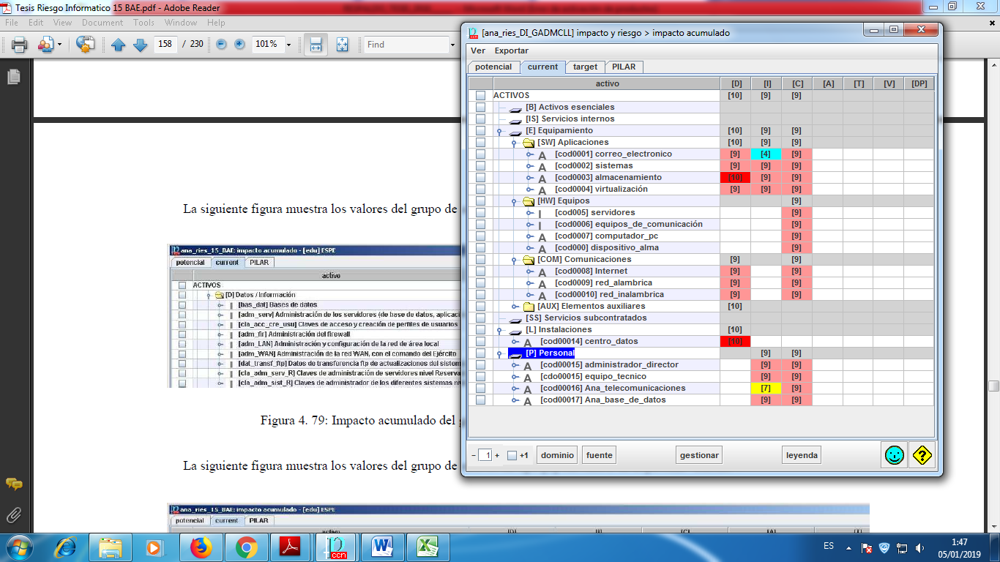 Tesis Riesgo Informatico 15 BAE.pdf - Adobe Reader
File Edit View Document Tools Window Help
158 / 230 101% Find
La siguiente figura muestra los valores del grupo de
ana_ries_15_BAE: impacto acumulado - [edu] ESPE
potencial current PILAR
activo
ACTIVOS
[D] Datos / Información
[bas_dat] Bases de datos
[adm_serv] Administración de los servidores (de base de datos, aplicaci
[cla_acc_cre_usu] Claves de acceso y creación de perfiles de usuarios
[adm_fir] Administración del firewall
[adm_LAN] Administración y configuración de la red de área local
[adm_WAN] Administración de la red WAN, con el comando del Ejército
[dat_transf_ftp] Datos de transferencia ftp de actualizaciones del sistem
[cla_adm_serv_R] Claves de administración de servidores nivel Reserva
[cla_adm_sist_R] Claves de administrador de los diferentes sistemas niv
Figura 4. 79: Impacto acumulado del
La siguiente figura muestra los valores del grupo de
ana_ries_15_BAE: impacto acumulado - [edu] ESPE
potencial current PILAR
[ana_ries_DI_GADMCLL] impacto y riesgo > impacto acumulado
Ver Exportar
potencial current target PILAR
activo [D] [I] [C] [A] [T] [V] [DP]
ACTIVOS [10] [9] [9]
[B] Activos esenciales
[IS] Servicios internos
[E] Equipamiento [10] [9] [9]
[SW] Aplicaciones [10] [9] [9]
[cod0001] correo_electronico [9] [4] [9]
[cod0002] sistemas [9] [9] [9]
[cod0003] almacenamiento [10] [9] [9]
[cod0004] virtualización [9] [9] [9]
[HW] Equipos [9]
[cod005] servidores [9]
[cod0006] equipos_de_comunicación [9]
[cod0007] computador_pc [9]
[cod000] dispositivo_alma [9]
[COM] Comunicaciones [9] [9]
[cod0008] Internet [9] [9]
[cod0009] red_alambrica [9] [9]
[cod00010] red_inalambrica [9] [9]
[AUX] Elementos auxiliares [10]
[SS] Servicios subcontratados
[L] Instalaciones [10]
[cod00014] centro_datos [10]
[P] Personal [9] [9]
[cod00015] administrador_director [9] [9]
[cdo00015] equipo_tecnico [9] [9]
[cod00016] Ana_telecomunicaciones [7] [9]
[cod00017] Ana_base_de_datos [9] [9]
- 1 + +1 dominio fuente gestionar leyenda
ES 1:47
05/01/2019